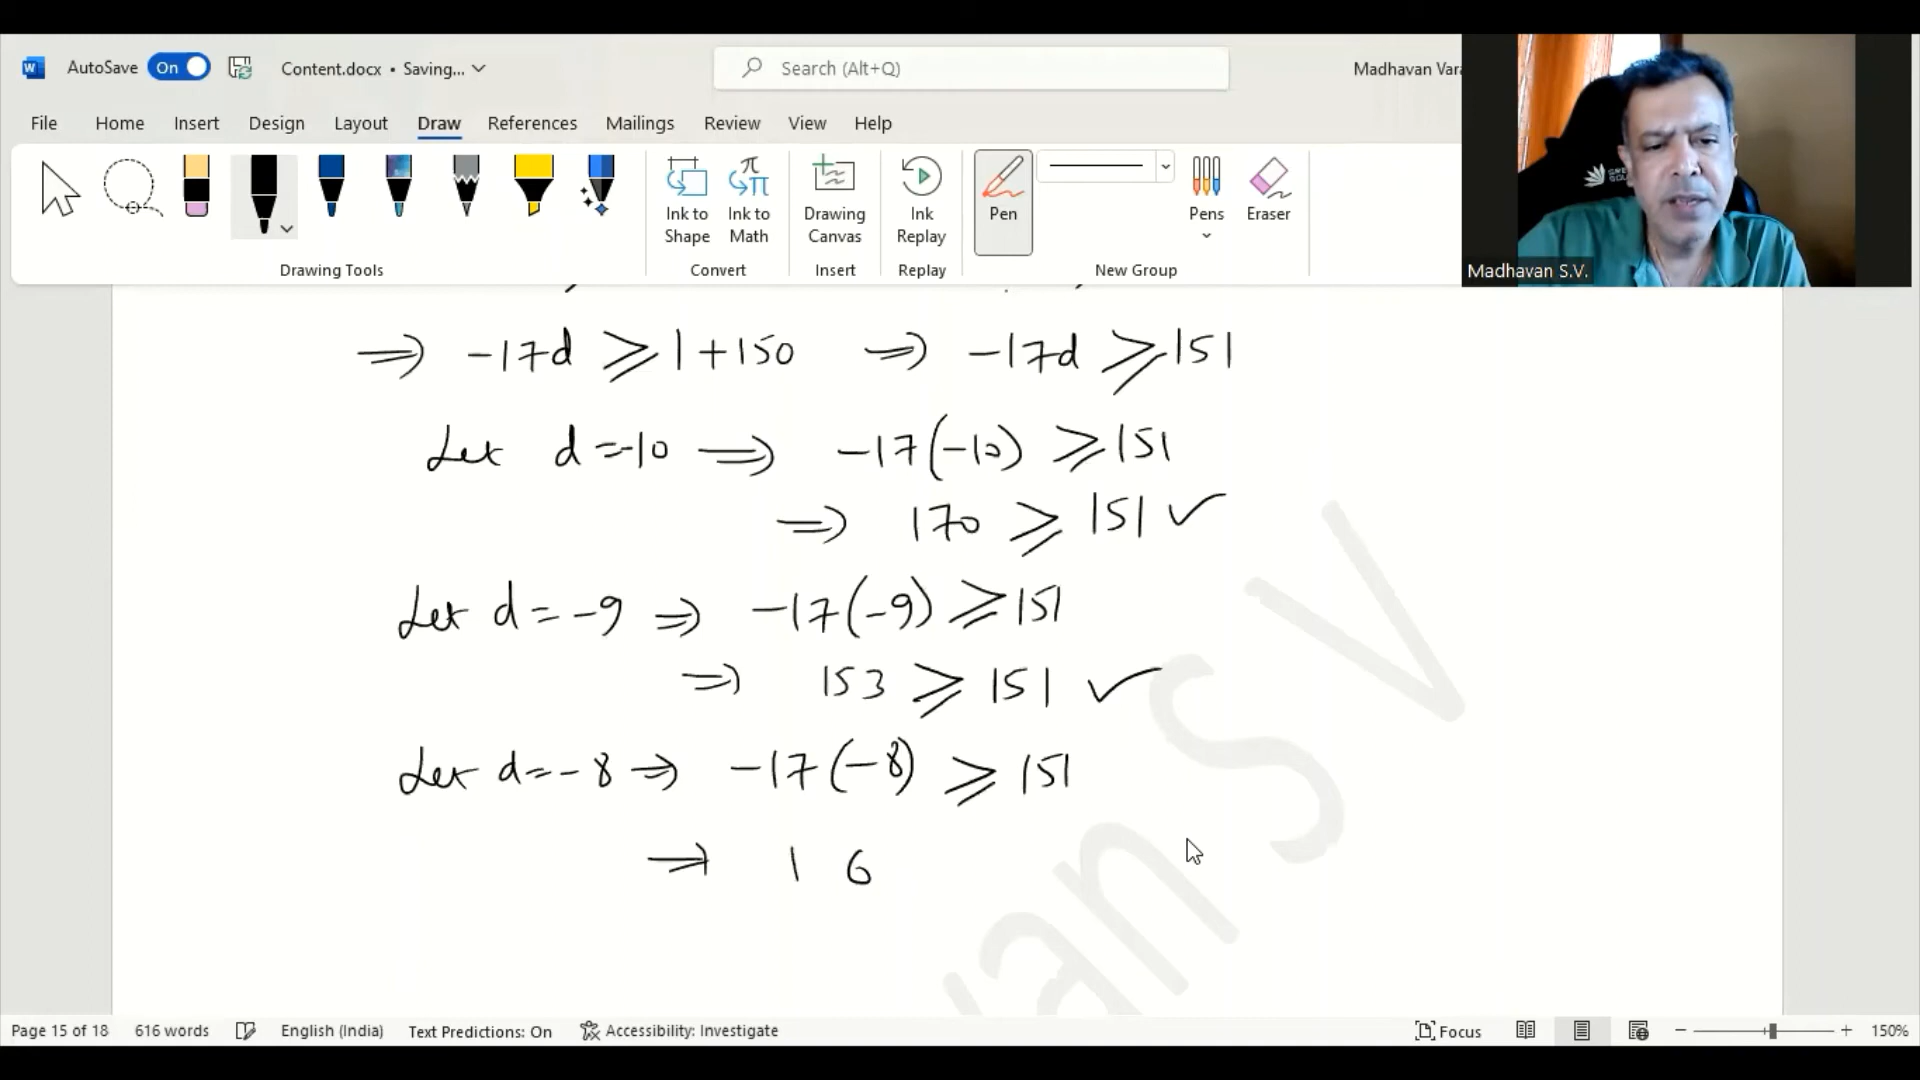 AutoSave On Content.docx • Saving... Search (Alt+Q) Madhavan Vara
File Home Insert Design Layout Draw References Mailings Review View Help
Ink to Shape Ink to Math Drawing Canvas Ink Replay Pen Pens Eraser
Drawing Tools Convert Insert Replay New Group
Madhavan S.V.
⇒ -17d ≥ 1+150 ⇒ -17d ≥ 151
Let d=-10 ⇒ -17(-10) ≥ 151
⇒ 170 ≥ 151 ✓
Let d=-9 ⇒ -17(-9) ≥ 151
⇒ 153 ≥ 151 ✓
Let d=-8 ⇒ -17(-8) ≥ 151
⇒ 1 6
van S V
Page 15 of 18 616 words English (India) Text Predictions: On Accessibility: Investigate Focus 150%